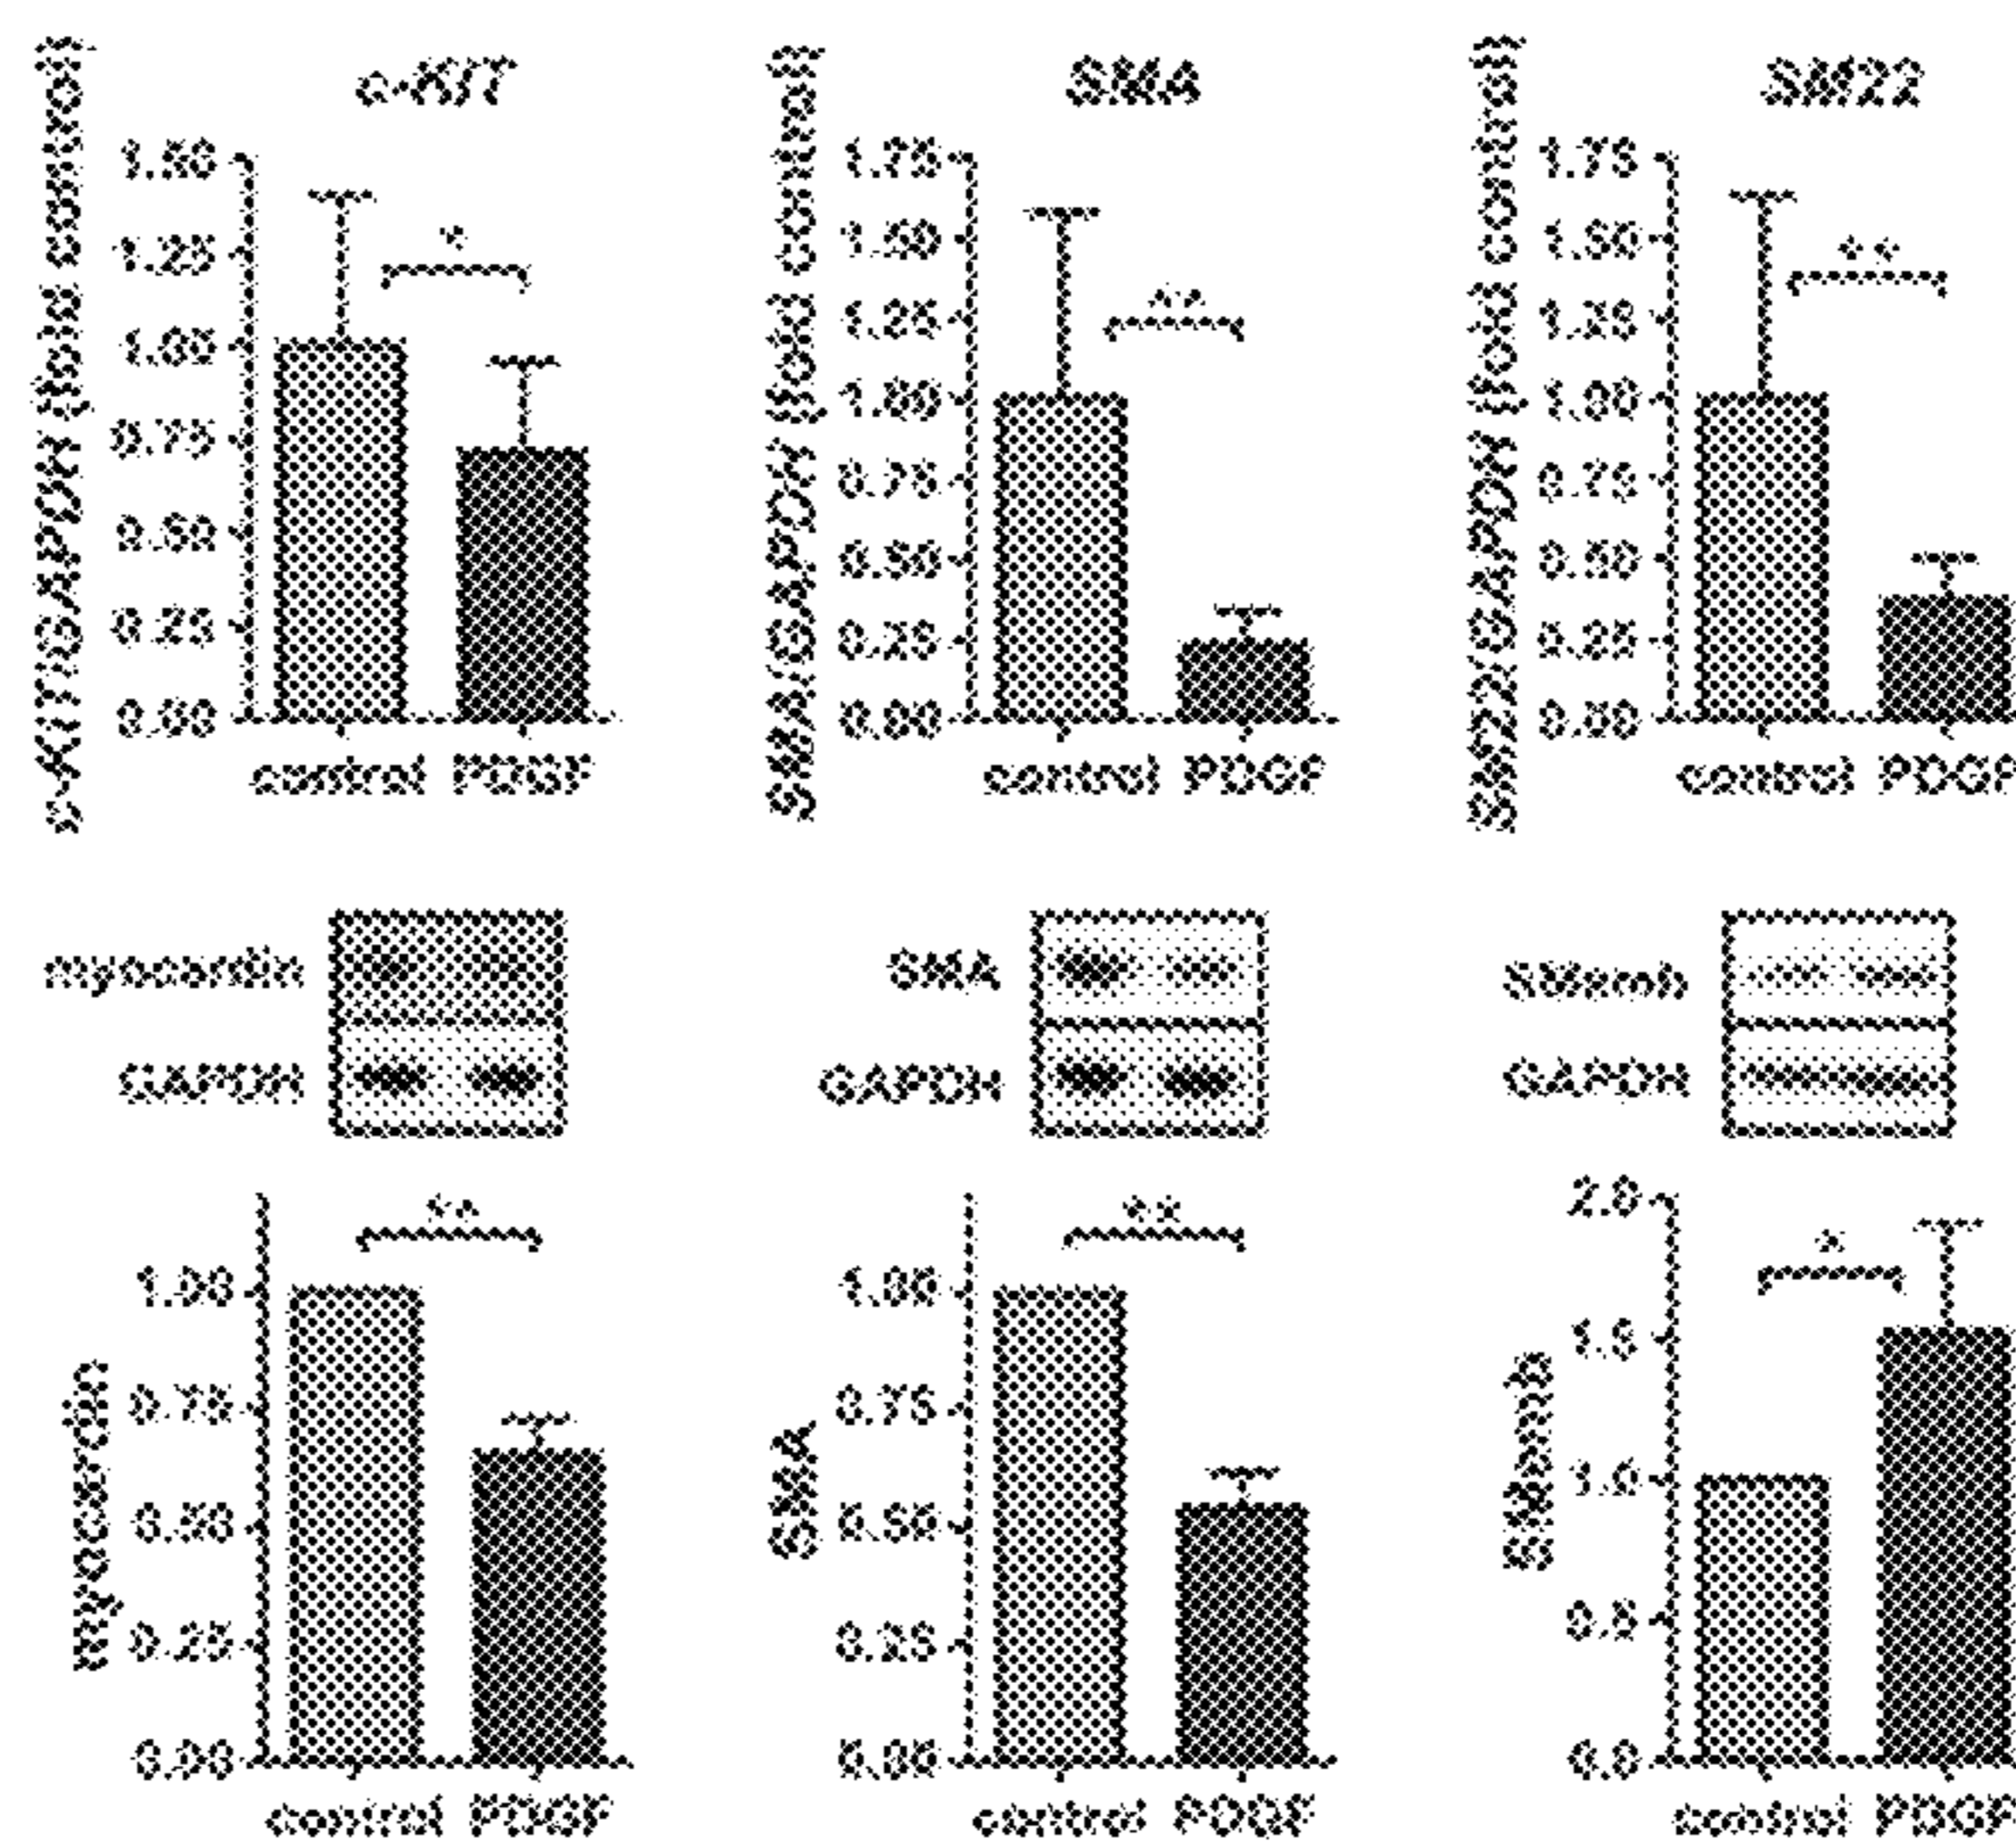 c-KIT
c-KIT/GAPDH (fold control)
1.50
1.25
1.00
0.75
0.50
0.25
0.00
control PDGF
*
SMA
SMA/GAPDH (fold control)
1.75
1.50
1.25
1.00
0.75
0.50
0.25
0.00
control PDGF
**
SM22
SM22/GAPDH (fold control)
1.75
1.50
1.25
1.00
0.75
0.50
0.25
0.00
control PDGF
**
myocardin
GAPDH
SMA
GAPDH
SMemb
GAPDH
myocardin
1.00
0.75
0.50
0.25
0.00
control PDGF
**
SMA
1.00
0.75
0.50
0.25
0.00
control PDGF
**
SMemb
2.0
1.5
1.0
0.5
0.0
control PDGF
*